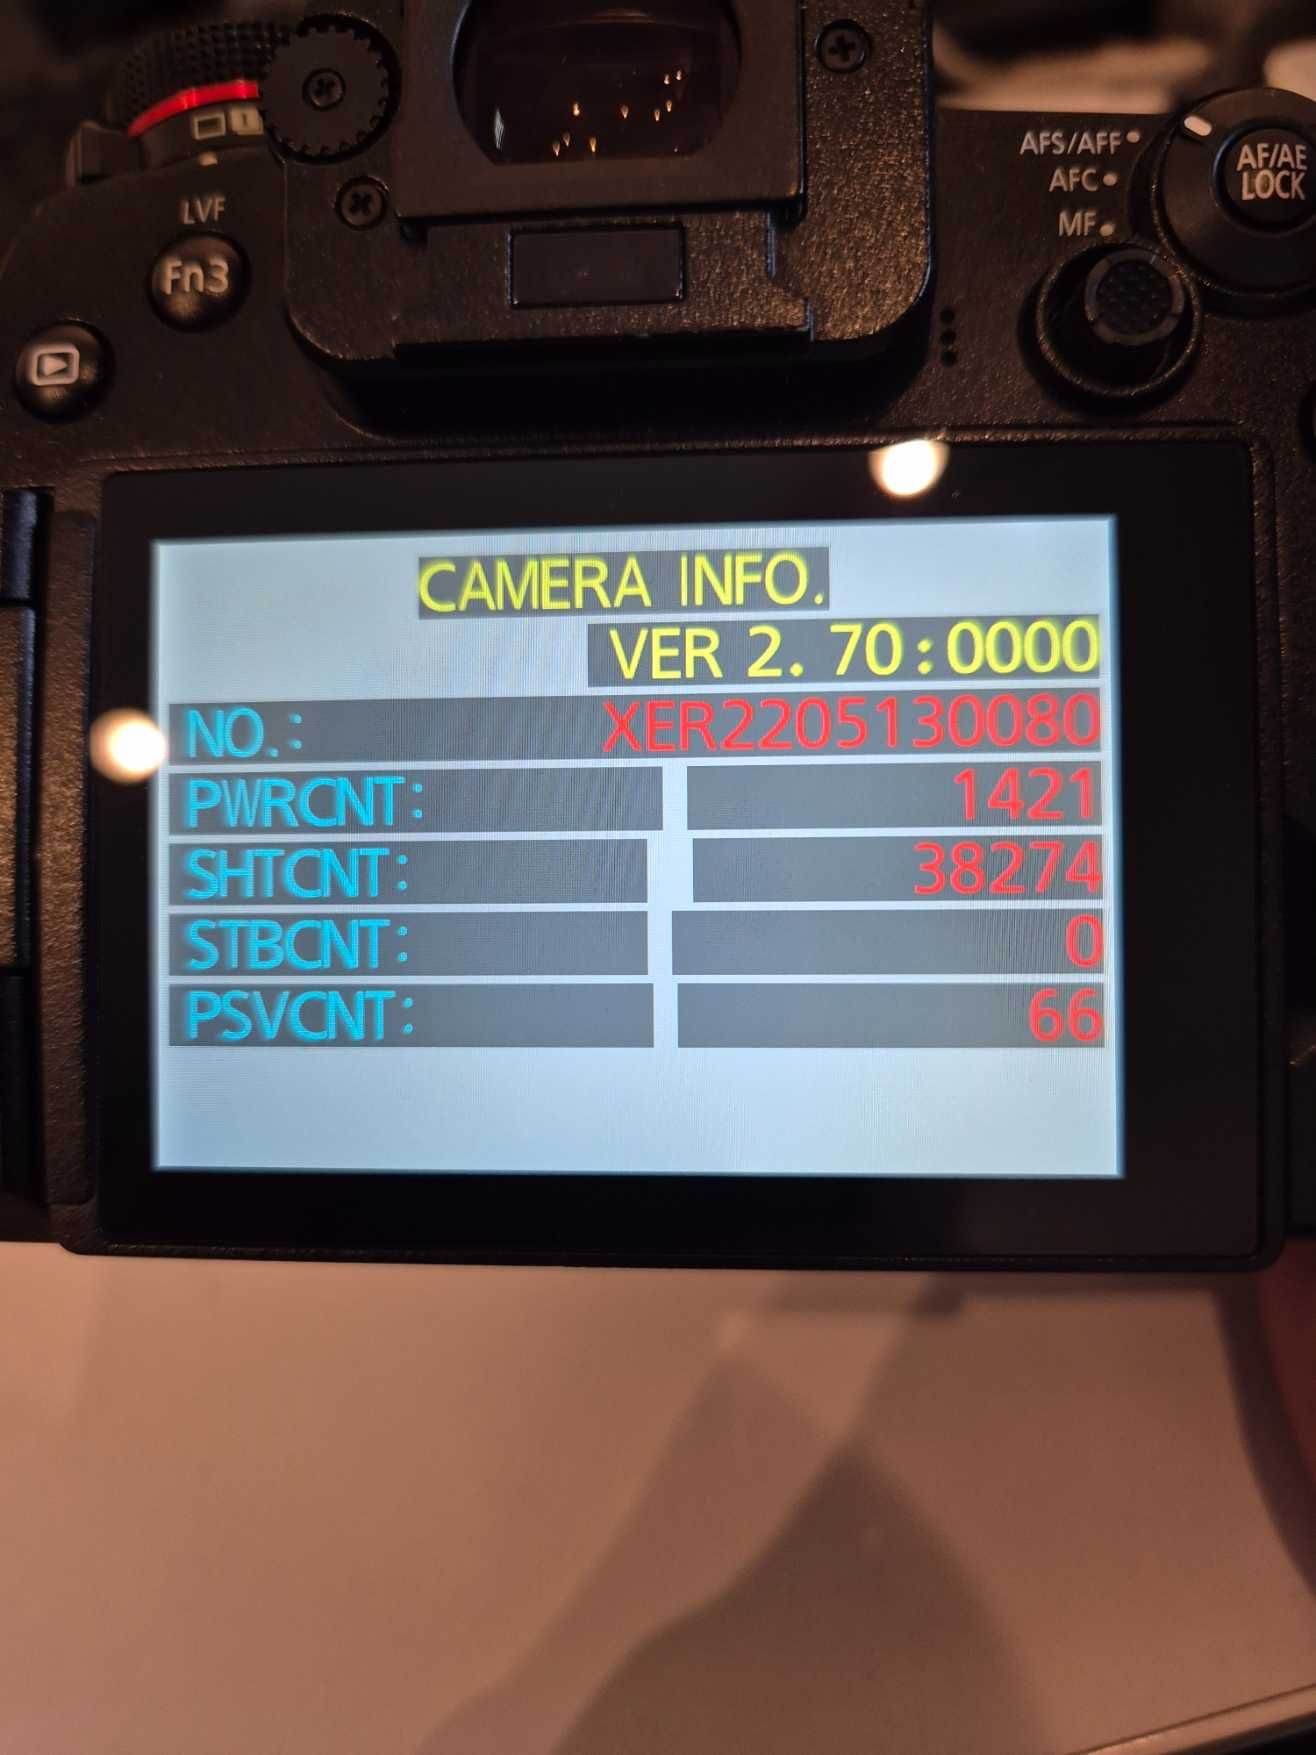 LVF
Fn3
AFS/AFF
AFC
MF
AF/AE
LOCK
CAMERA INFO.
VER 2.70:0000
NO.: XER2205130080
PWRCNT: 1421
SHTCNT: 38274
STBCNT: 0
PSVCNT: 66